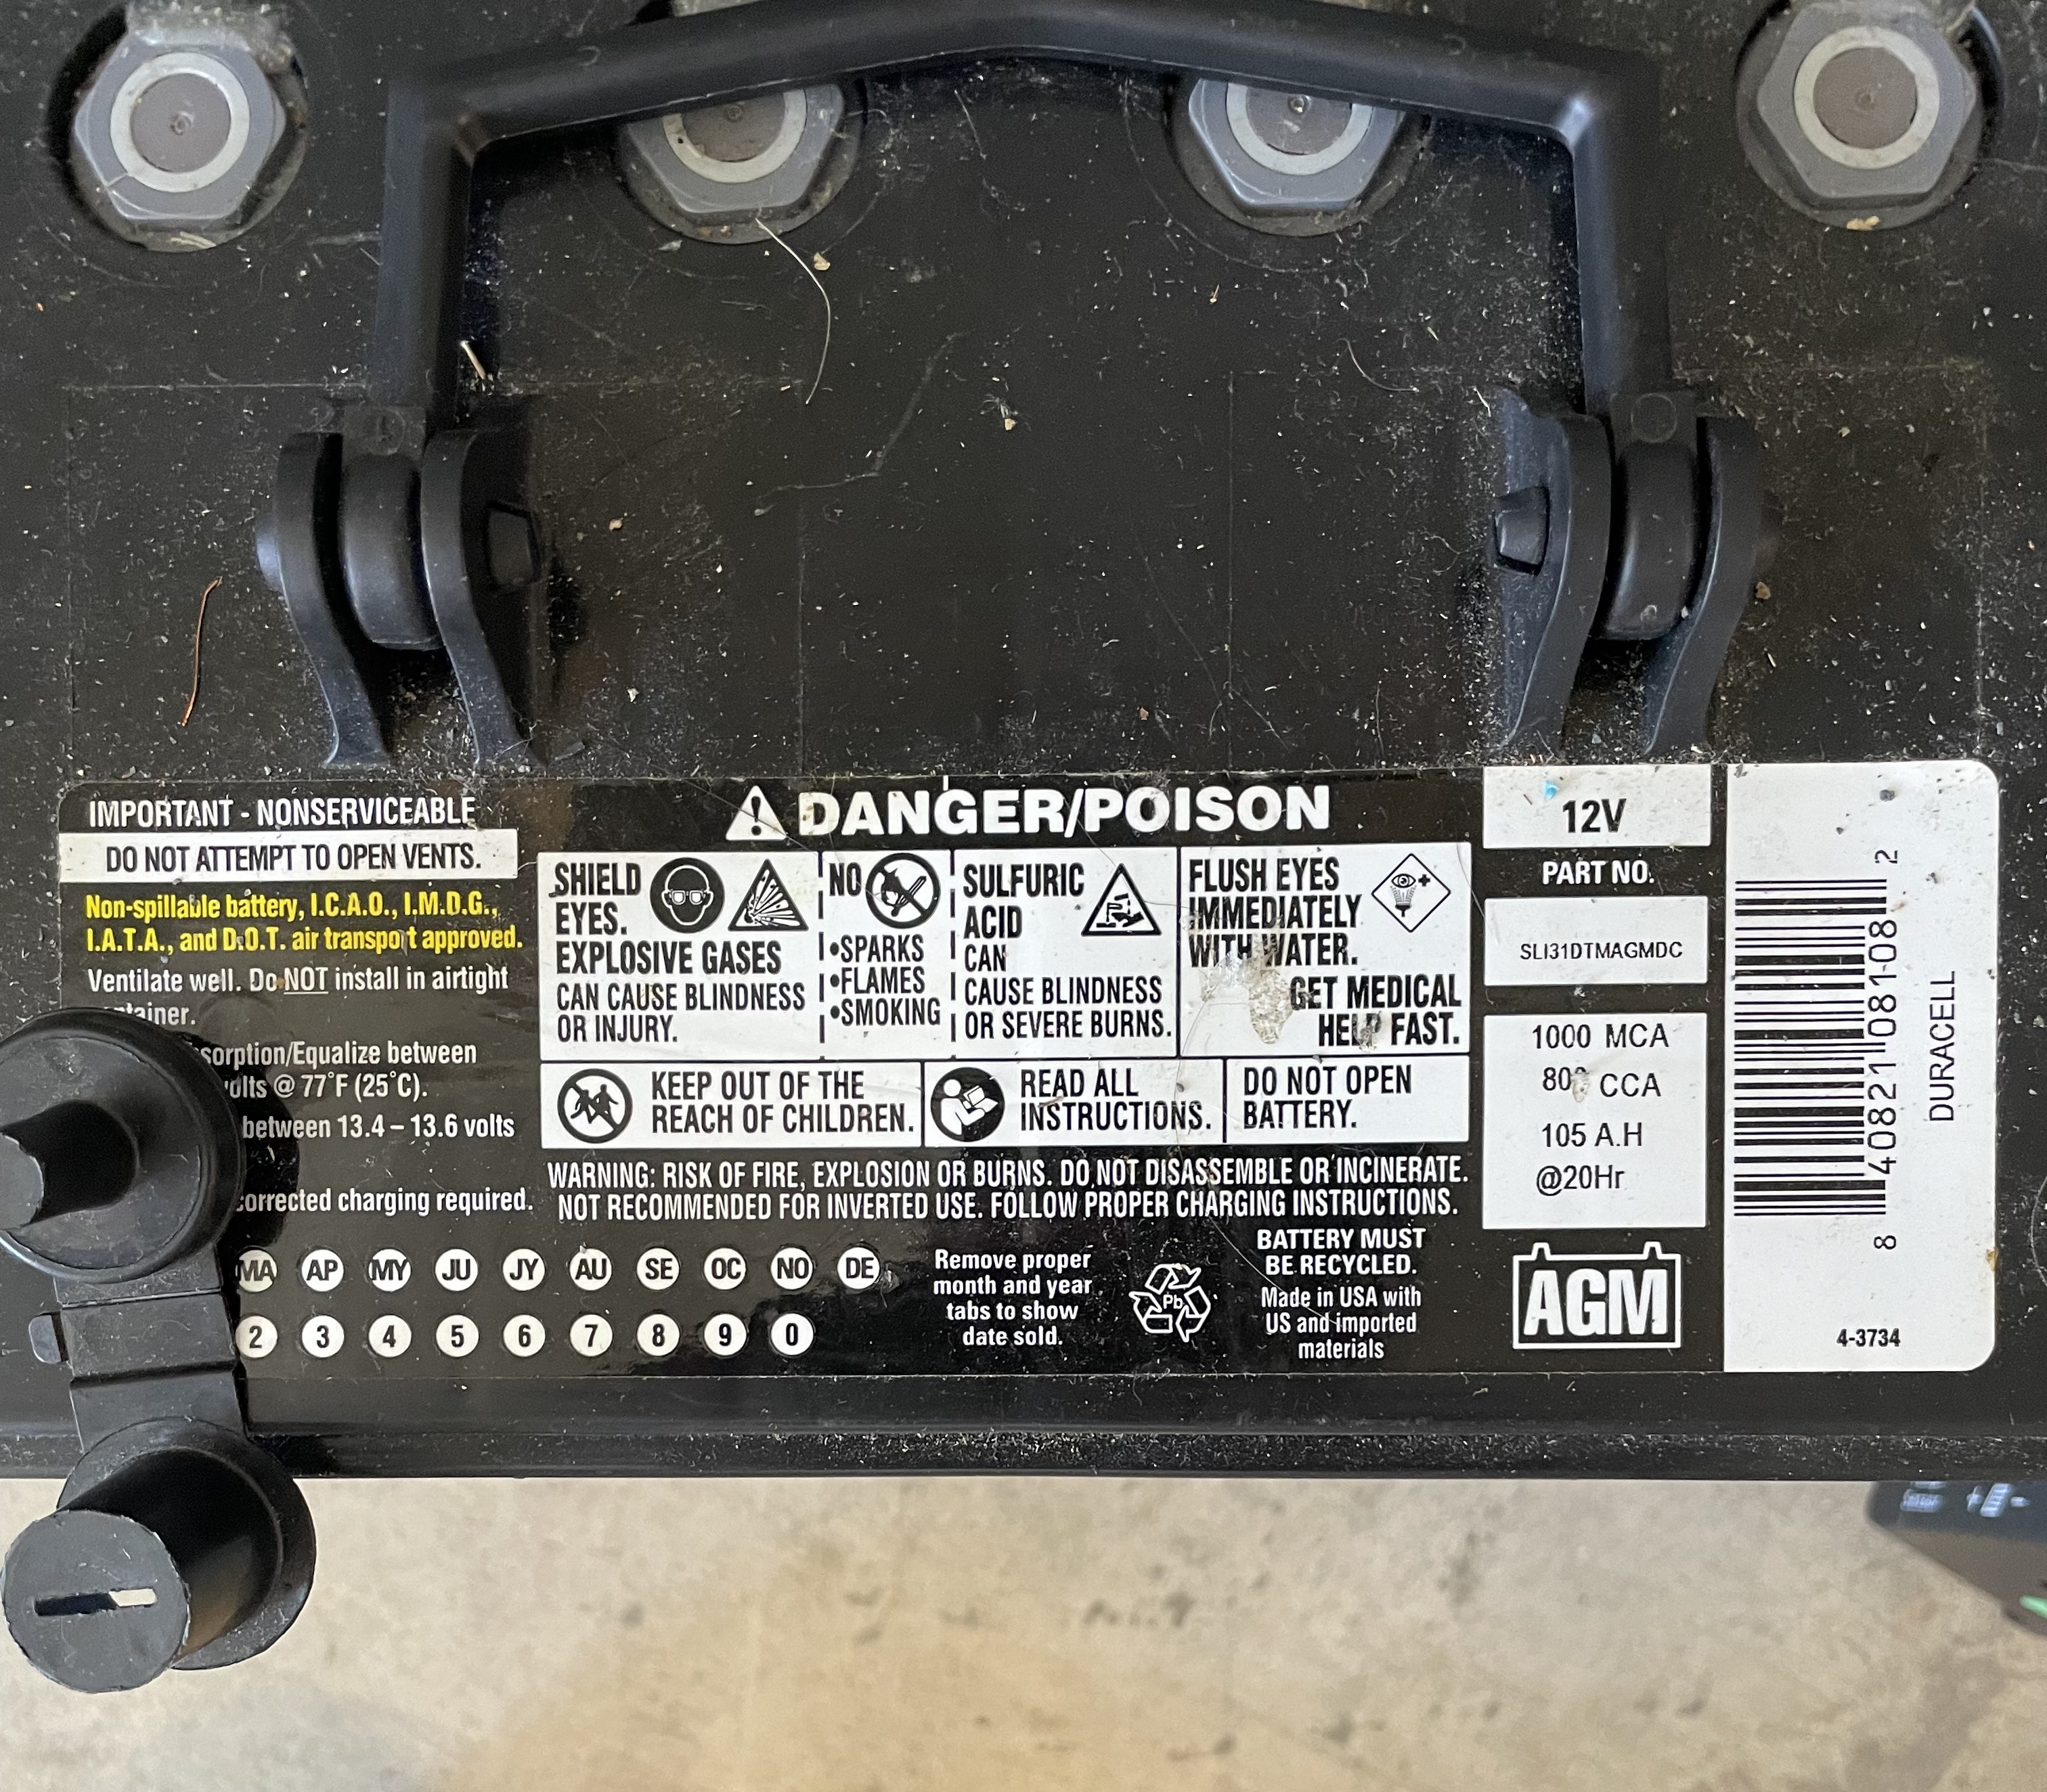 IMPORTANT - NONSERVICEABLE
DO NOT ATTEMPT TO OPEN VENTS.
Non-spillable battery, I.C.A.O., I.M.D.G.,
I.A.T.A., and D.O.T. air transport approved.
Ventilate well. Do NOT install in airtight
between
@ 77°F (25°C).
between 13.4 – 13.6 volts
charging required.
MA AP MY JU JY AU SE OC NO DE
2 3 4 5 6 7 8 9 0
DANGER/POISON
SHIELD
EYES.
EXPLOSIVE GASES
CAN CAUSE BLINDNESS
OR INJURY.
NO
•SPARKS
•FLAMES
•SMOKING
SULFURIC
ACID
CAN
CAUSE BLINDNESS
OR SEVERE BURNS.
FLUSH EYES
IMMEDIATELY
WITH WATER.
GET MEDICAL
HELP FAST.
KEEP OUT OF THE
REACH OF CHILDREN.
READ ALL
INSTRUCTIONS.
DO NOT OPEN
BATTERY.
WARNING: RISK OF FIRE, EXPLOSION OR BURNS. DO NOT DISASSEMBLE OR INCINERATE.
NOT RECOMMENDED FOR INVERTED USE. FOLLOW PROPER CHARGING INSTRUCTIONS.
Remove proper
month and year
tabs to show
date sold.
Pb
BATTERY MUST
BE RECYCLED.
Made in USA with
US and imported
materials
12V
PART NO.
SLI31DTMAGMDC
1000 MCA
CCA
105 A.H
@20Hr
AGM
8 40821 08108 2
DURACELL
4-3734